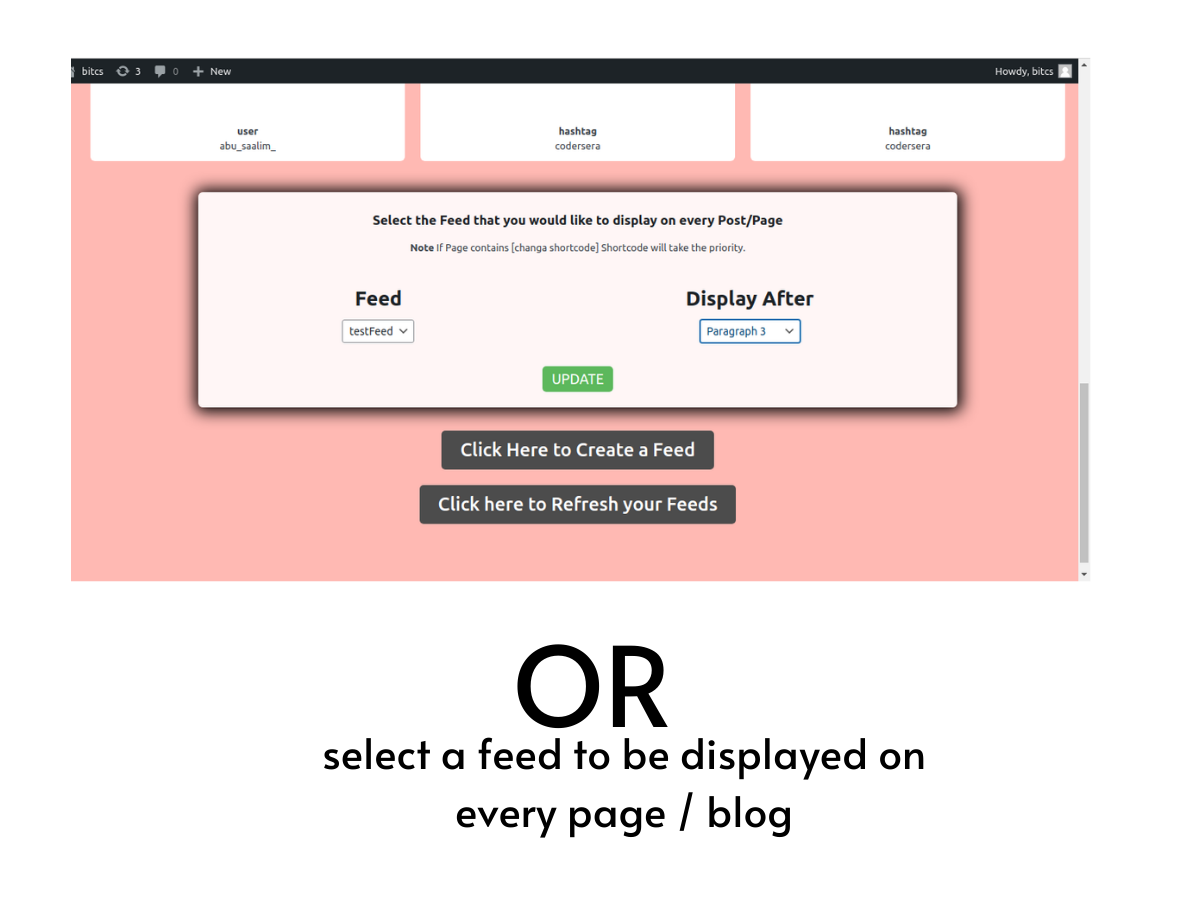 bitcs 3 0 New Howdy, bitcs
user hashtag hashtag
abu_saalim_ codersera codersera
Select the Feed that you would like to display on every Post/Page
Note If Page contains [changa shortcode] Shortcode will take the priority.
Feed Display After
testFeed Paragraph 3
UPDATE
Click Here to Create a Feed
Click here to Refresh your Feeds
OR
select a feed to be displayed on
every page / blog